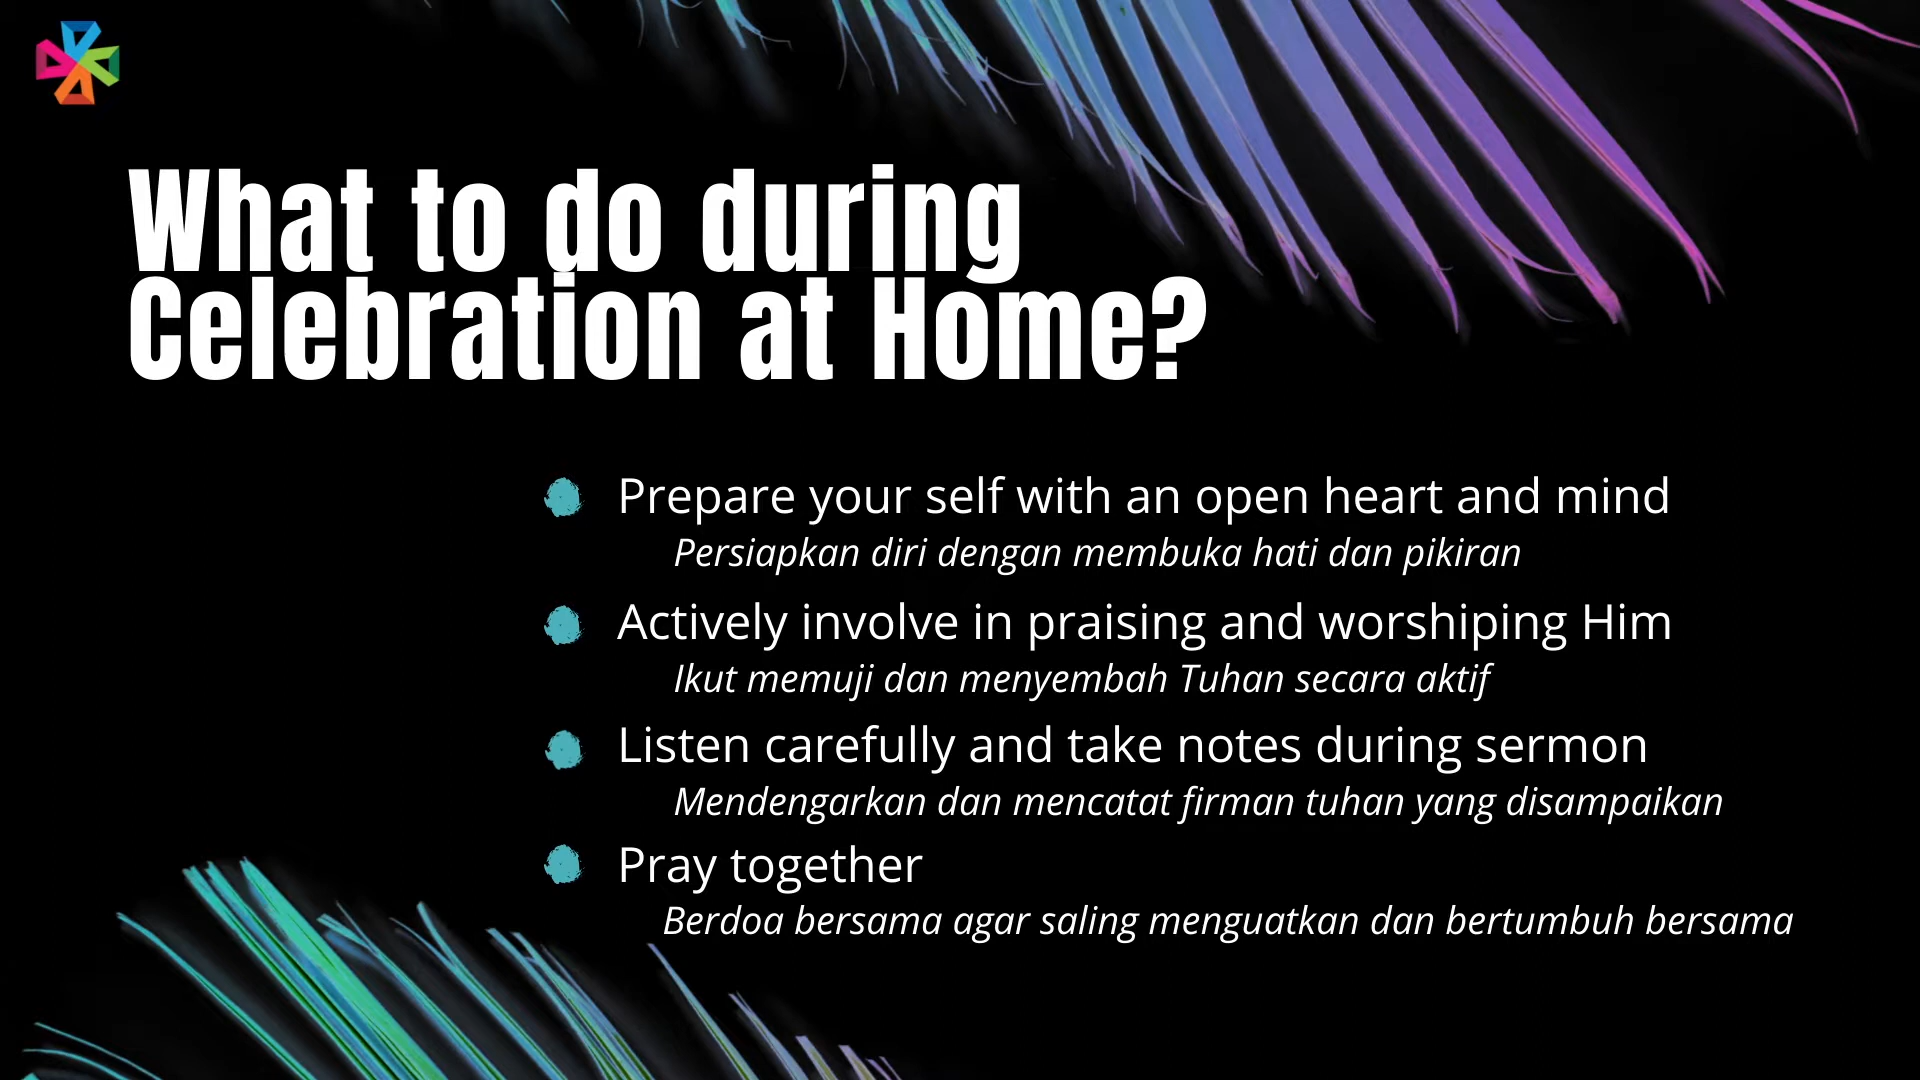 What to do during
Celebration at Home?
Prepare your self with an open heart and mind
Persiapkan diri dengan membuka hati dan pikiran
Actively involve in praising and worshiping Him
Ikut memuji dan menyembah Tuhan secara aktif
Listen carefully and take notes during sermon
Mendengarkan dan mencatat firman tuhan yang disampaikan
Pray together
Berdoa bersama agar saling menguatkan dan bertumbuh bersama